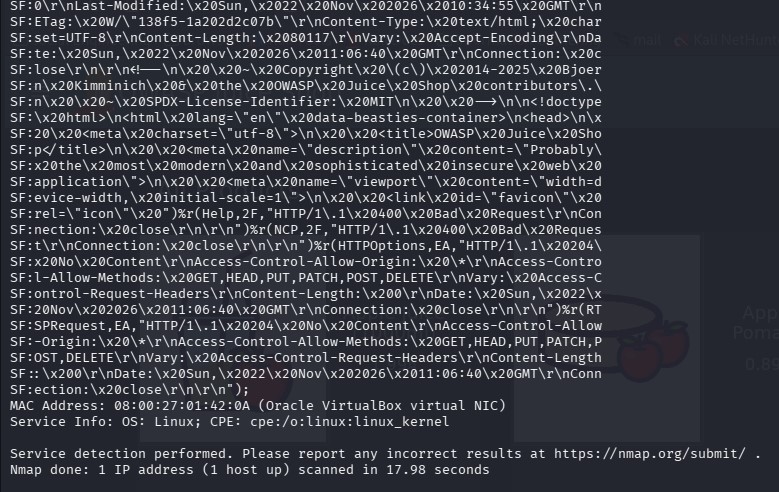 SF:0\r\nLast-Modified:\x20Sun,\x2022\x20Nov\x202026\x2010:34:55\x20GMT\r\n
SF:ETag:\x20W/\"138f5-1a202d2c07b\"\r\nContent-Type:\x20text/html;\x20char
SF:set=UTF-8\r\nContent-Length:\x2080117\r\nVary:\x20Accept-Encoding\r\nDa
SF:te:\x20Sun,\x2022\x20Nov\x202026\x2011:06:40\x20GMT\r\nConnection:\x20c
SF:lose\r\n\r\n<!--\n\x20\x20~\x20Copyright\x20\(c\)\x202014-2025\x20Bjoer
SF:n\x20Kimminich\x20&\x20the\x20OWASP\x20Juice\x20Shop\x20contributors\.\
SF:n\x20\x20~\x20SPDX-License-Identifier:\x20MIT\n\x20\x20-->\n\n<!doctype
SF:\x20html>\n<html\x20lang=\"en\"\x20data-beasties-container>\n<head>\n\x
SF:20\x20<meta\x20charset=\"utf-8\">\n\x20\x20<title>OWASP\x20Juice\x20Sho
SF:p</title>\n\x20\x20<meta\x20name=\"description\"\x20content=\"Probably\
SF:x20the\x20most\x20modern\x20and\x20sophisticated\x20insecure\x20web\x20
SF:application\">\n\x20\x20<meta\x20name=\"viewport\"\x20content=\"width=d
SF:evice-width,\x20initial-scale=1\">\n\x20\x20<link\x20id=\"favicon\"\x20
SF:rel=\"icon\"\x20")%r(Help,2F,"HTTP/1\.1\x20400\x20Bad\x20Request\r\nCon
SF:nection:\x20close\r\n\r\n")%r(NCP,2F,"HTTP/1\.1\x20400\x20Bad\x20Reques
SF:t\r\nConnection:\x20close\r\n\r\n")%r(HTTPOptions,EA,"HTTP/1\.1\x20204\
SF:x20No\x20Content\r\nAccess-Control-Allow-Origin:\x20\*\r\nAccess-Contro
SF:l-Allow-Methods:\x20GET,HEAD,PUT,PATCH,POST,DELETE\r\nVary:\x20Access-C
SF:ontrol-Request-Headers\r\nContent-Length:\x200\r\nDate:\x20Sun,\x2022\x
SF:20Nov\x202026\x2011:06:40\x20GMT\r\nConnection:\x20close\r\n\r\n")%r(RT
SF:SPRequest,EA,"HTTP/1\.1\x20204\x20No\x20Content\r\nAccess-Control-Allow
SF:-Origin:\x20\*\r\nAccess-Control-Allow-Methods:\x20GET,HEAD,PUT,PATCH,P
SF:OST,DELETE\r\nVary:\x20Access-Control-Request-Headers\r\nContent-Length
SF::\x200\r\nDate:\x20Sun,\x2022\x20Nov\x202026\x2011:06:40\x20GMT\r\nConn
SF:ection:\x20close\r\n\r\n");
MAC Address: 08:00:27:01:42:0A (Oracle VirtualBox virtual NIC)
Service Info: OS: Linux; CPE: cpe:/o:linux:linux_kernel
Service detection performed. Please report any incorrect results at https://nmap.org/submit/ .
Nmap done: 1 IP address (1 host up) scanned in 17.98 seconds